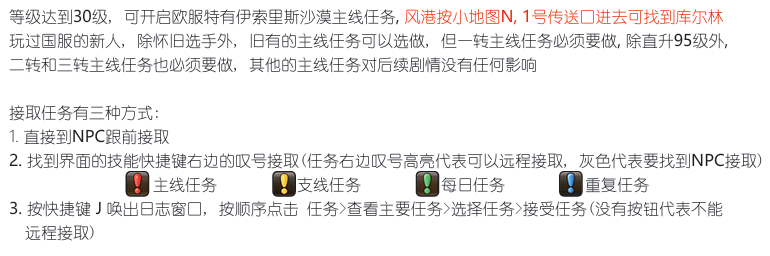 等级达到30级，可开启欧服特有伊索里斯沙漠主线任务, 风港按小地图N, 1号传送口进去可找到库尔林
玩过国服的新人，除怀旧选手外，旧有的主线任务可以选做，但一转主线任务必须要做, 除直升95级外,
二转和三转主线任务也必须要做，其他的主线任务对后续剧情没有任何影响
接取任务有三种方式：
1. 直接到NPC跟前接取
2. 找到界面的技能快捷键右边的叹号接取(任务右边叹号高亮代表可以远程接取，灰色代表要找到NPC接取)
主线任务 支线任务 每日任务 重复任务
3. 按快捷键 J 唤出日志窗口，按顺序点击 任务>查看主要任务>选择任务>接受任务(没有按钮代表不能
远程接取)